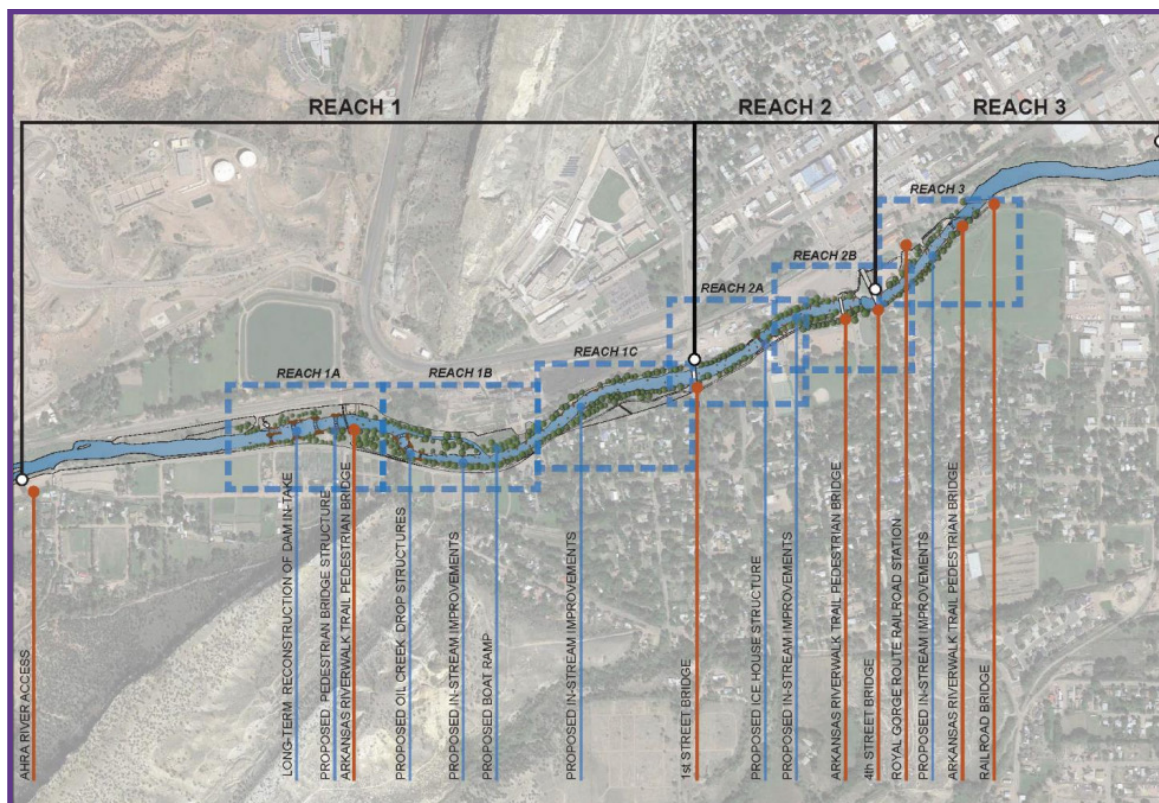 REACH 1
REACH 2
REACH 3
REACH 3
REACH 2B
REACH 2A
REACH 1C
REACH 1A
REACH 1B
AHRA RIVER ACCESS
LONG-TERM RECONSTRUCTION OF DAM IN-TAKE
PROPOSED PEDESTRIAN BRIDGE STRUCTURE
ARKANSAS RIVERWALK TRAIL PEDESTRIAN BRIDGE
PROPOSED OIL CREEK DROP STRUCTURES
PROPOSED IN-STREAM IMPROVEMENTS
PROPOSED BOAT RAMP
PROPOSED IN-STREAM IMPROVEMENTS
1st STREET BRIDGE
PROPOSED ICE HOUSE STRUCTURE
PROPOSED IN-STREAM IMPROVEMENTS
ARKANSAS RIVERWALK TRAIL PEDESTRIAN BRIDGE
4th STREET BRIDGE
ROYAL GORGE ROUTE RAILROAD STATION
PROPOSED IN-STREAM IMPROVEMENTS
ARKANSAS RIVERWALK TRAIL PEDESTRIAN BRIDGE
RAILROAD BRIDGE